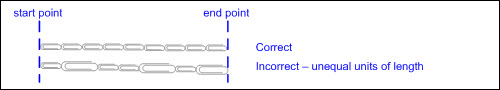 start point
end point
Correct
Incorrect – unequal units of length